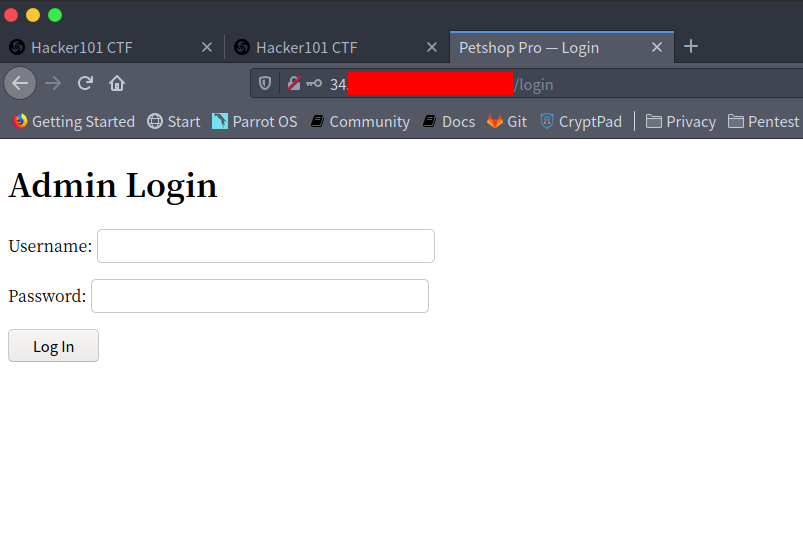 Hacker101 CTF Hacker101 CTF Petshop Pro — Login
34. /login
Getting Started Start Parrot OS Community Docs Git CryptPad Privacy Pentest
Admin Login
Username:
Password:
Log In